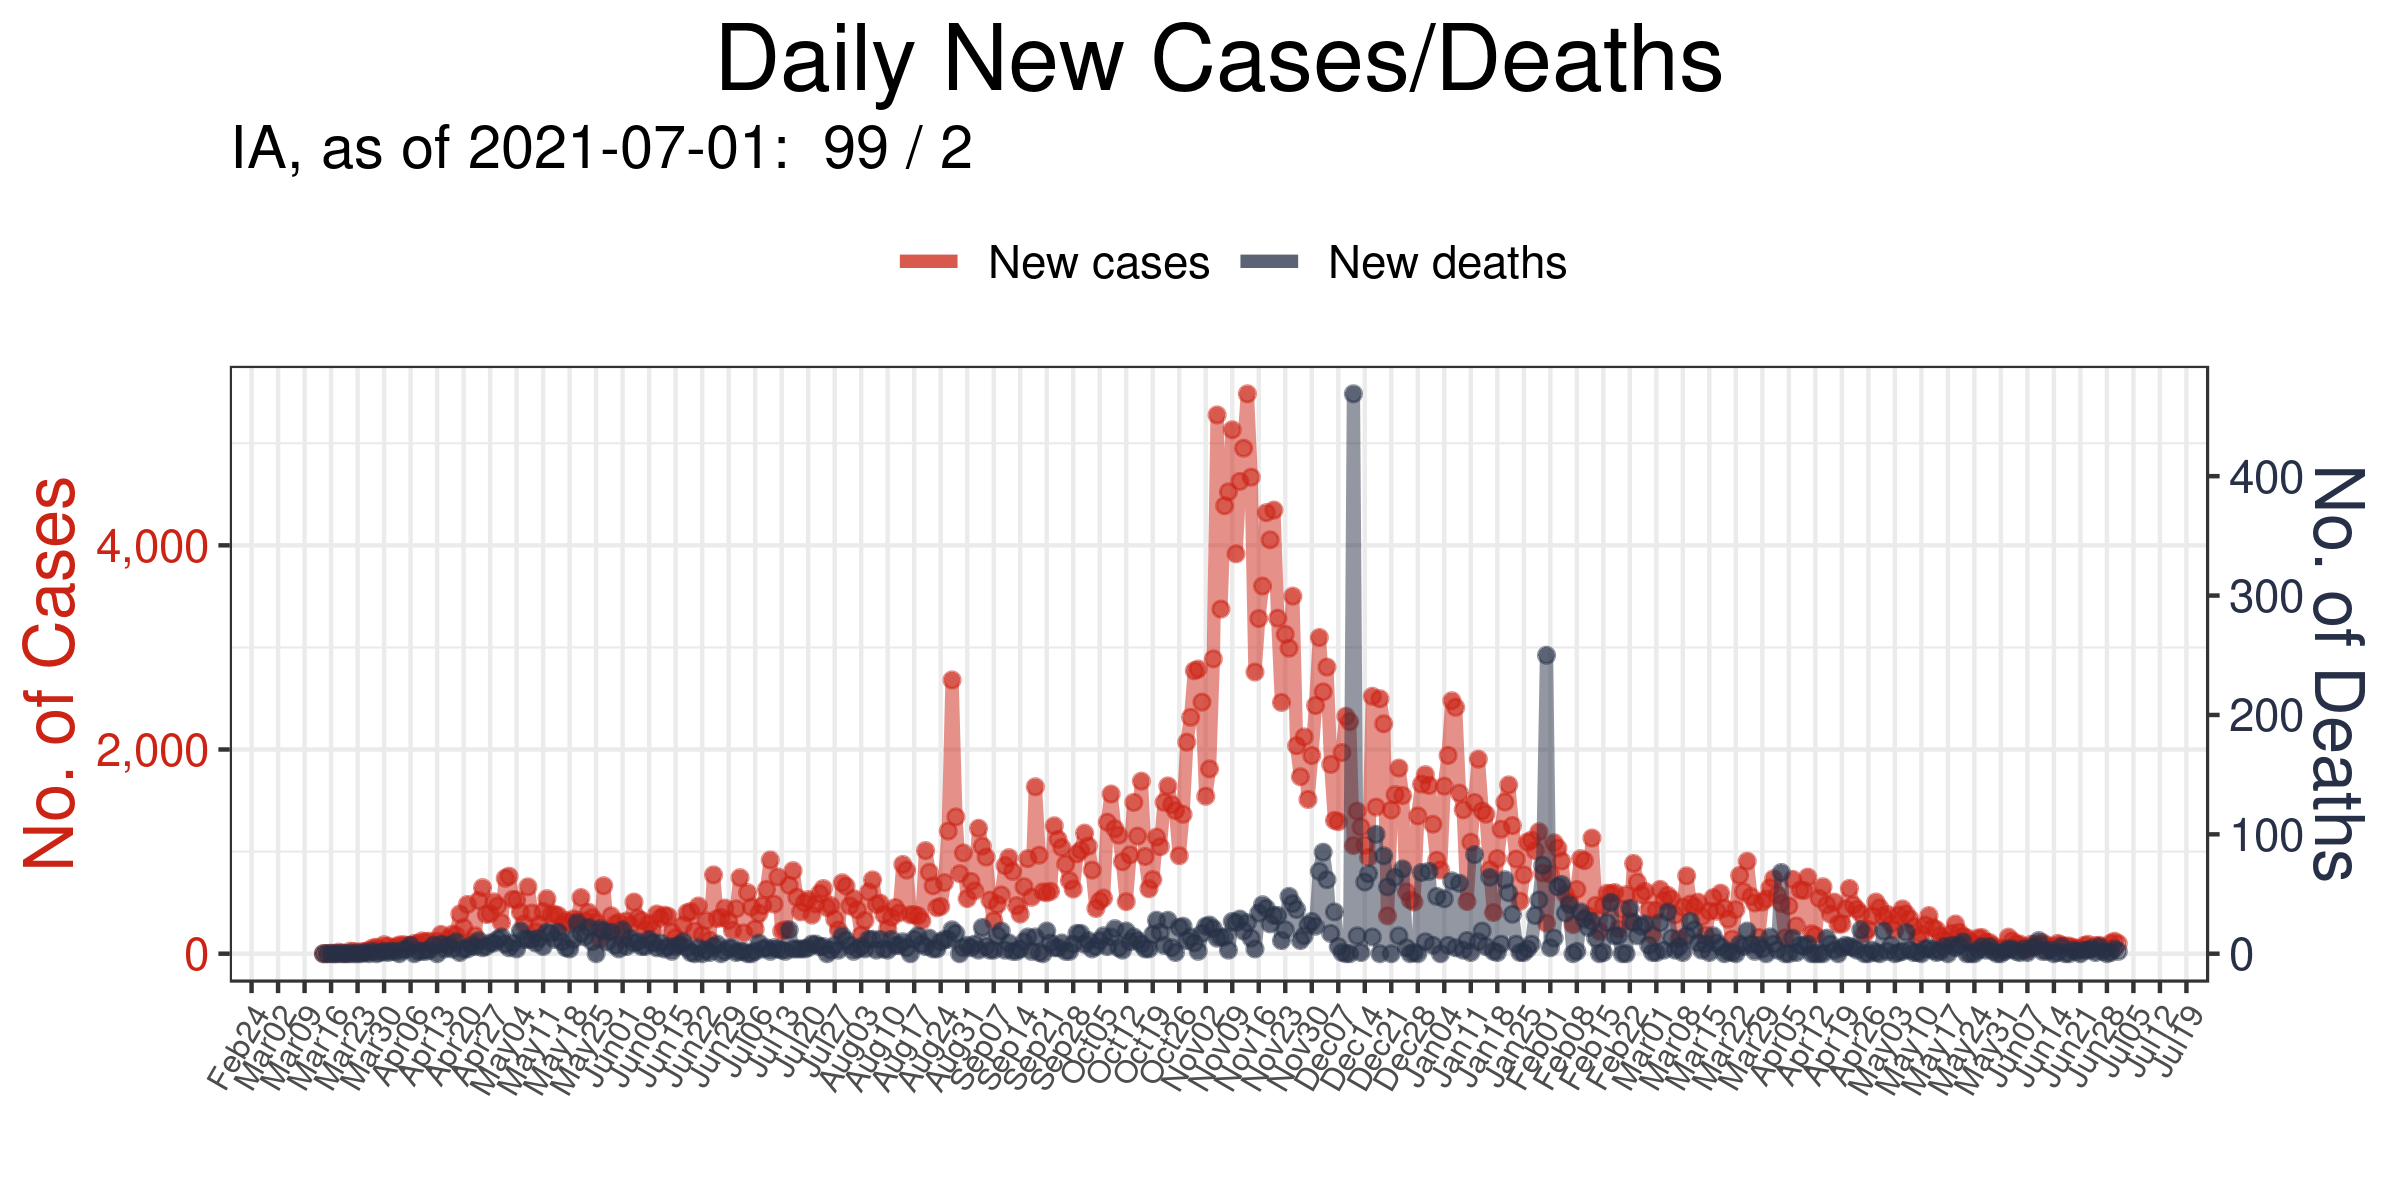 Daily New Cases/Deaths
IA, as of 2021-07-01:  99 / 2
New cases New deaths
No. of Cases
4,000
2,000
0
400
300
200
100
0
No. of Deaths
Feb24 Mar02 Mar09 Mar16 Mar23 Mar30 Apr06 Apr13 Apr20 Apr27 May04 May11 May18 May25 Jun01 Jun08 Jun15 Jun22 Jun29 Jul06 Jul13 Jul20 Jul27 Aug03 Aug10 Aug17 Aug24 Aug31 Sep07 Sep14 Sep21 Sep28 Oct05 Oct12 Oct19 Oct26 Nov02 Nov09 Nov16 Nov23 Nov30 Dec07 Dec14 Dec21 Dec28 Jan04 Jan11 Jan18 Jan25 Feb01 Feb08 Feb15 Feb22 Mar01 Mar08 Mar15 Mar22 Mar29 Apr05 Apr12 Apr19 Apr26 May03 May10 May17 May24 May31 Jun07 Jun14 Jun21 Jun28 Jul05 Jul12 Jul19